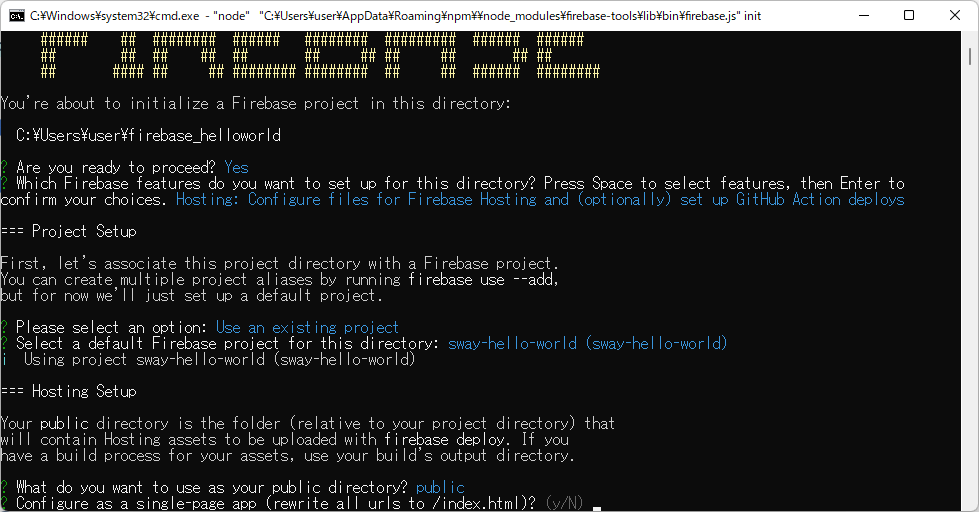 C:¥Windows¥system32¥cmd.exe - "node"   "C:¥Users¥user¥AppData¥Roaming¥npm¥¥node_modules¥firebase-tools¥lib¥bin¥firebase.js" init
######    ##  ########  ######   ########  #########  ######  ######
##        ##  ##    ##  ##       ##     ## ##     ##       ## ##
##       #### ##     ## ######## ########  ##     ##  ######  ########
You're about to initialize a Firebase project in this directory:
C:¥Users¥user¥firebase_helloworld
? Are you ready to proceed? Yes
? Which Firebase features do you want to set up for this directory? Press Space to select features, then Enter to
confirm your choices. Hosting: Configure files for Firebase Hosting and (optionally) set up GitHub Action deploys
=== Project Setup
First, let's associate this project directory with a Firebase project.
You can create multiple project aliases by running firebase use --add,
but for now we'll just set up a default project.
? Please select an option: Use an existing project
? Select a default Firebase project for this directory: sway-hello-world (sway-hello-world)
i  Using project sway-hello-world (sway-hello-world)
=== Hosting Setup
Your public directory is the folder (relative to your project directory) that
will contain Hosting assets to be uploaded with firebase deploy. If you
have a build process for your assets, use your build's output directory.
? What do you want to use as your public directory? public
? Configure as a single-page app (rewrite all urls to /index.html)? (y/N)